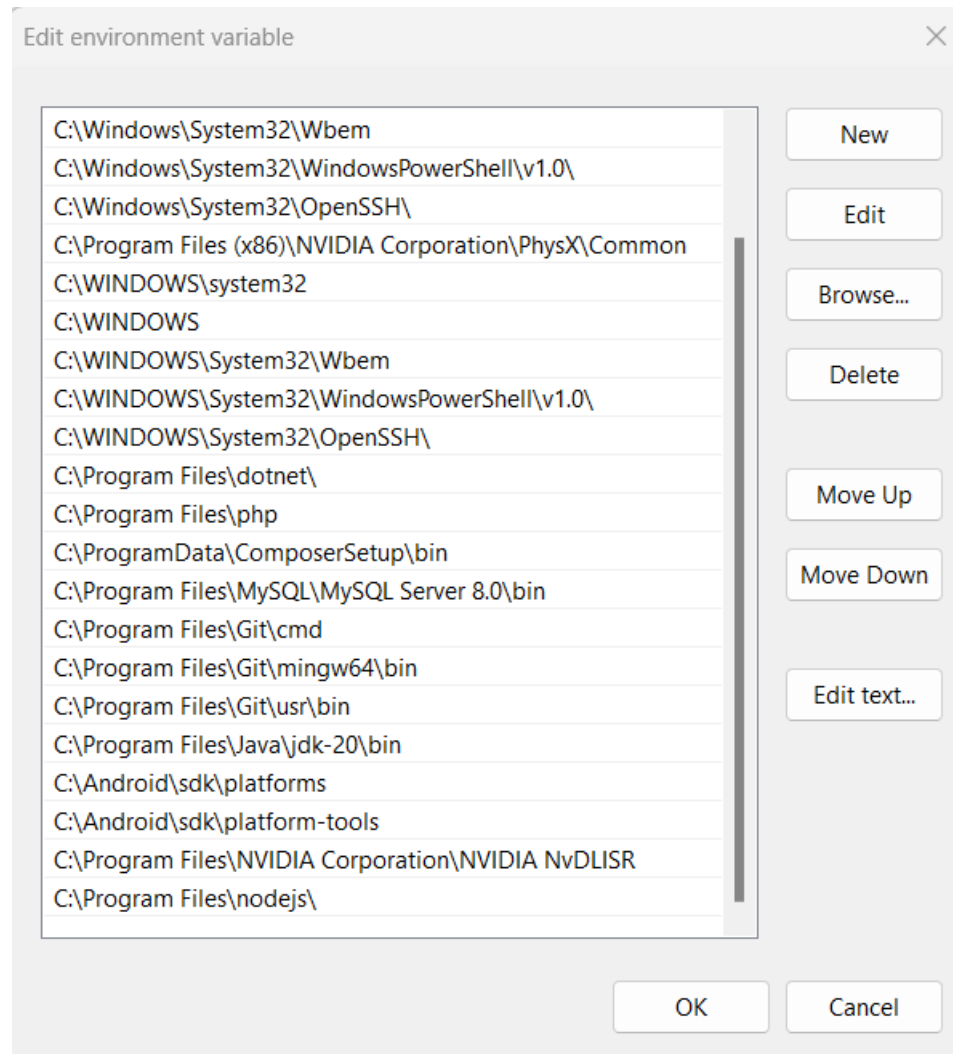 Edit environment variable
C:\Windows\System32\Wbem
C:\Windows\System32\WindowsPowerShell\v1.0\
C:\Windows\System32\OpenSSH\
C:\Program Files (x86)\NVIDIA Corporation\PhysX\Common
C:\WINDOWS\system32
C:\WINDOWS
C:\WINDOWS\System32\Wbem
C:\WINDOWS\System32\WindowsPowerShell\v1.0\
C:\WINDOWS\System32\OpenSSH\
C:\Program Files\dotnet\
C:\Program Files\php
C:\ProgramData\ComposerSetup\bin
C:\Program Files\MySQL\MySQL Server 8.0\bin
C:\Program Files\Git\cmd
C:\Program Files\Git\mingw64\bin
C:\Program Files\Git\usr\bin
C:\Program Files\Java\jdk-20\bin
C:\Android\sdk\platforms
C:\Android\sdk\platform-tools
C:\Program Files\NVIDIA Corporation\NVIDIA NvDLISR
C:\Program Files\nodejs\
New
Edit
Browse...
Delete
Move Up
Move Down
Edit text...
OK
Cancel